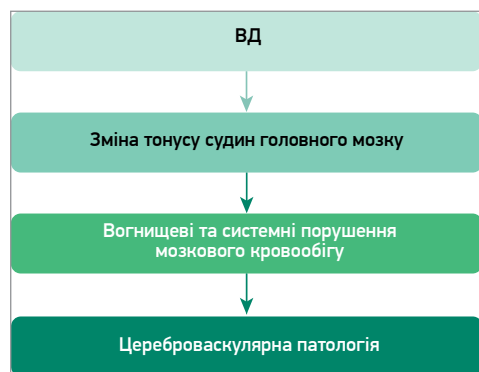 ВД
Зміна тонусу судин головного мозку
Вогнищеві та системні порушення
мозкового кровообігу
Цереброваскулярна патологія